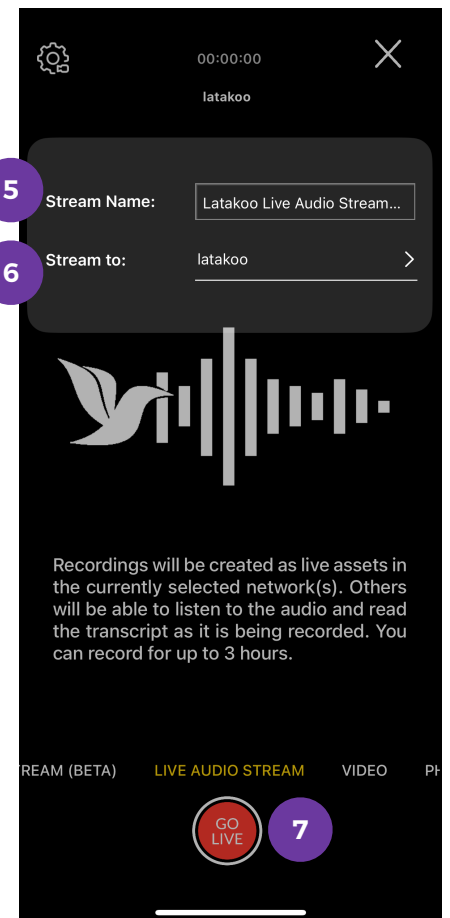 00:00:00
latakoo
5
Stream Name:
Latakoo Live Audio Stream...
6
Stream to:
latakoo
Recordings will be created as live assets in
the currently selected network(s). Others
will be able to listen to the audio and read
the transcript as it is being recorded. You
can record for up to 3 hours.
REAM (BETA) LIVE AUDIO STREAM VIDEO PH
GO
LIVE
7